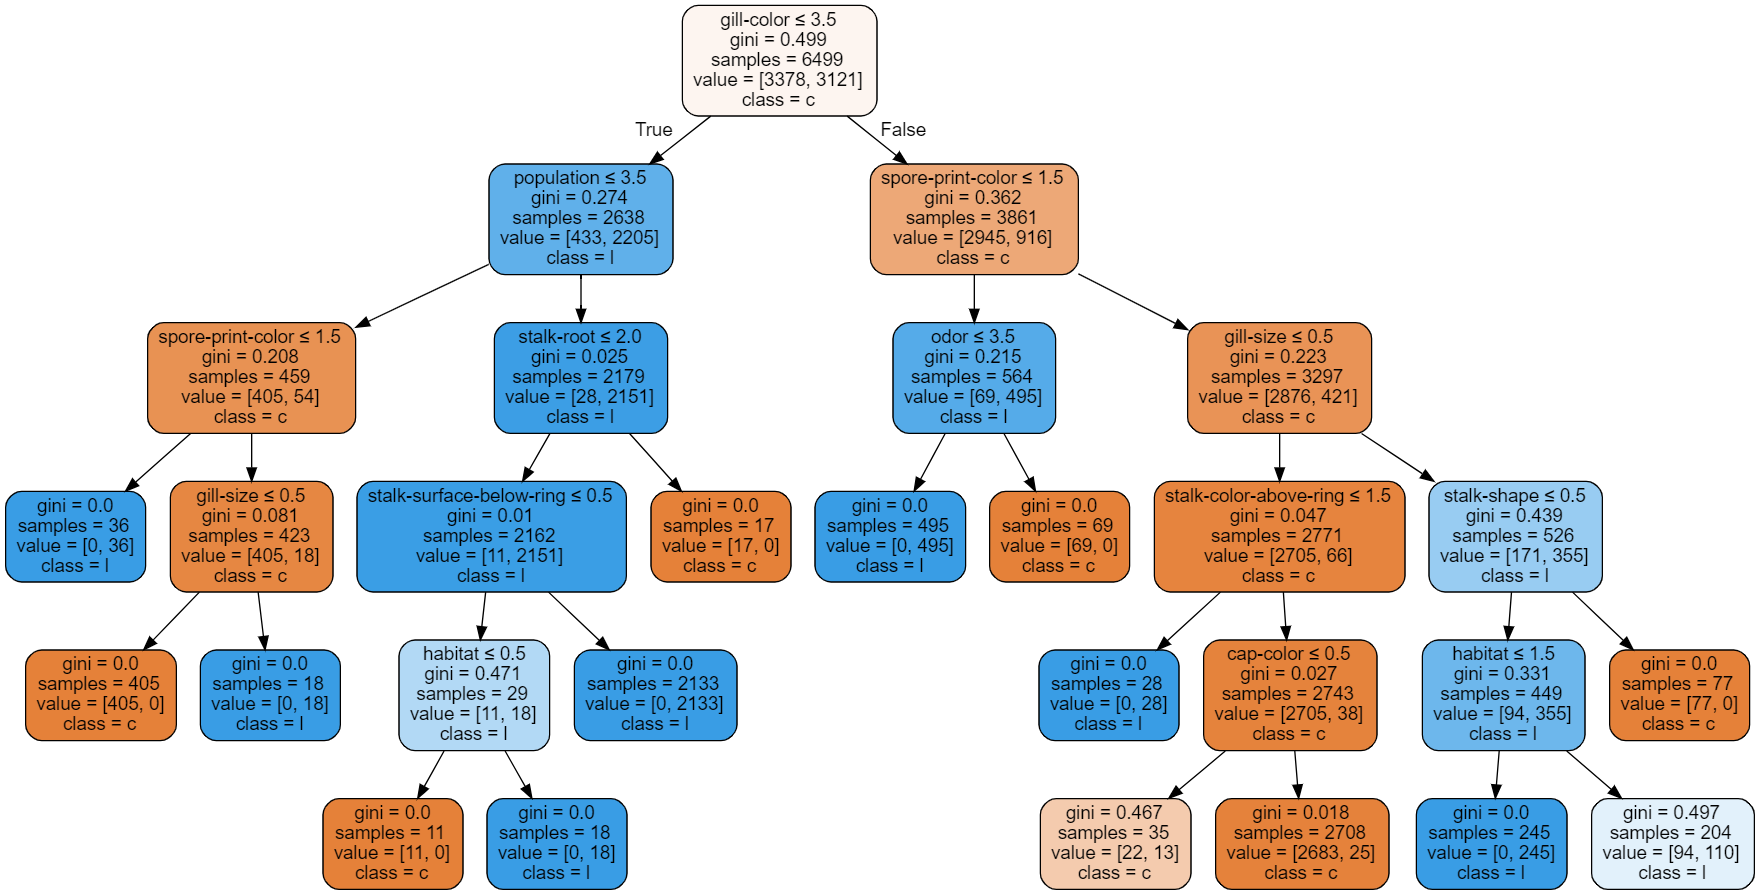 gill-color ≤ 3.5
gini = 0.499
samples = 6499
value = [3378, 3121]
class = c
True
False
population ≤ 3.5
gini = 0.274
samples = 2638
value = [433, 2205]
class = l
spore-print-color ≤ 1.5
gini = 0.362
samples = 3861
value = [2945, 916]
class = c
spore-print-color ≤ 1.5
gini = 0.208
samples = 459
value = [405, 54]
class = c
stalk-root ≤ 2.0
gini = 0.025
samples = 2179
value = [28, 2151]
class = l
odor ≤ 3.5
gini = 0.215
samples = 564
value = [69, 495]
class = l
gill-size ≤ 0.5
gini = 0.223
samples = 3297
value = [2876, 421]
class = c
gini = 0.0
samples = 36
value = [0, 36]
class = l
gill-size ≤ 0.5
gini = 0.081
samples = 423
value = [405, 18]
class = c
stalk-surface-below-ring ≤ 0.5
gini = 0.01
samples = 2162
value = [11, 2151]
class = l
gini = 0.0
samples = 17
value = [17, 0]
class = c
gini = 0.0
samples = 495
value = [0, 495]
class = l
gini = 0.0
samples = 69
value = [69, 0]
class = c
stalk-color-above-ring ≤ 1.5
gini = 0.047
samples = 2771
value = [2705, 66]
class = c
stalk-shape ≤ 0.5
gini = 0.439
samples = 526
value = [171, 355]
class = l
gini = 0.0
samples = 405
value = [405, 0]
class = c
gini = 0.0
samples = 18
value = [0, 18]
class = l
habitat ≤ 0.5
gini = 0.471
samples = 29
value = [11, 18]
class = l
gini = 0.0
samples = 2133
value = [0, 2133]
class = l
gini = 0.0
samples = 28
value = [0, 28]
class = l
cap-color ≤ 0.5
gini = 0.027
samples = 2743
value = [2705, 38]
class = c
habitat ≤ 1.5
gini = 0.331
samples = 449
value = [94, 355]
class = l
gini = 0.0
samples = 77
value = [77, 0]
class = c
gini = 0.0
samples = 11
value = [11, 0]
class = c
gini = 0.0
samples = 18
value = [0, 18]
class = l
gini = 0.467
samples = 35
value = [22, 13]
class = c
gini = 0.018
samples = 2708
value = [2683, 25]
class = c
gini = 0.0
samples = 245
value = [0, 245]
class = l
gini = 0.497
samples = 204
value = [94, 110]
class = l